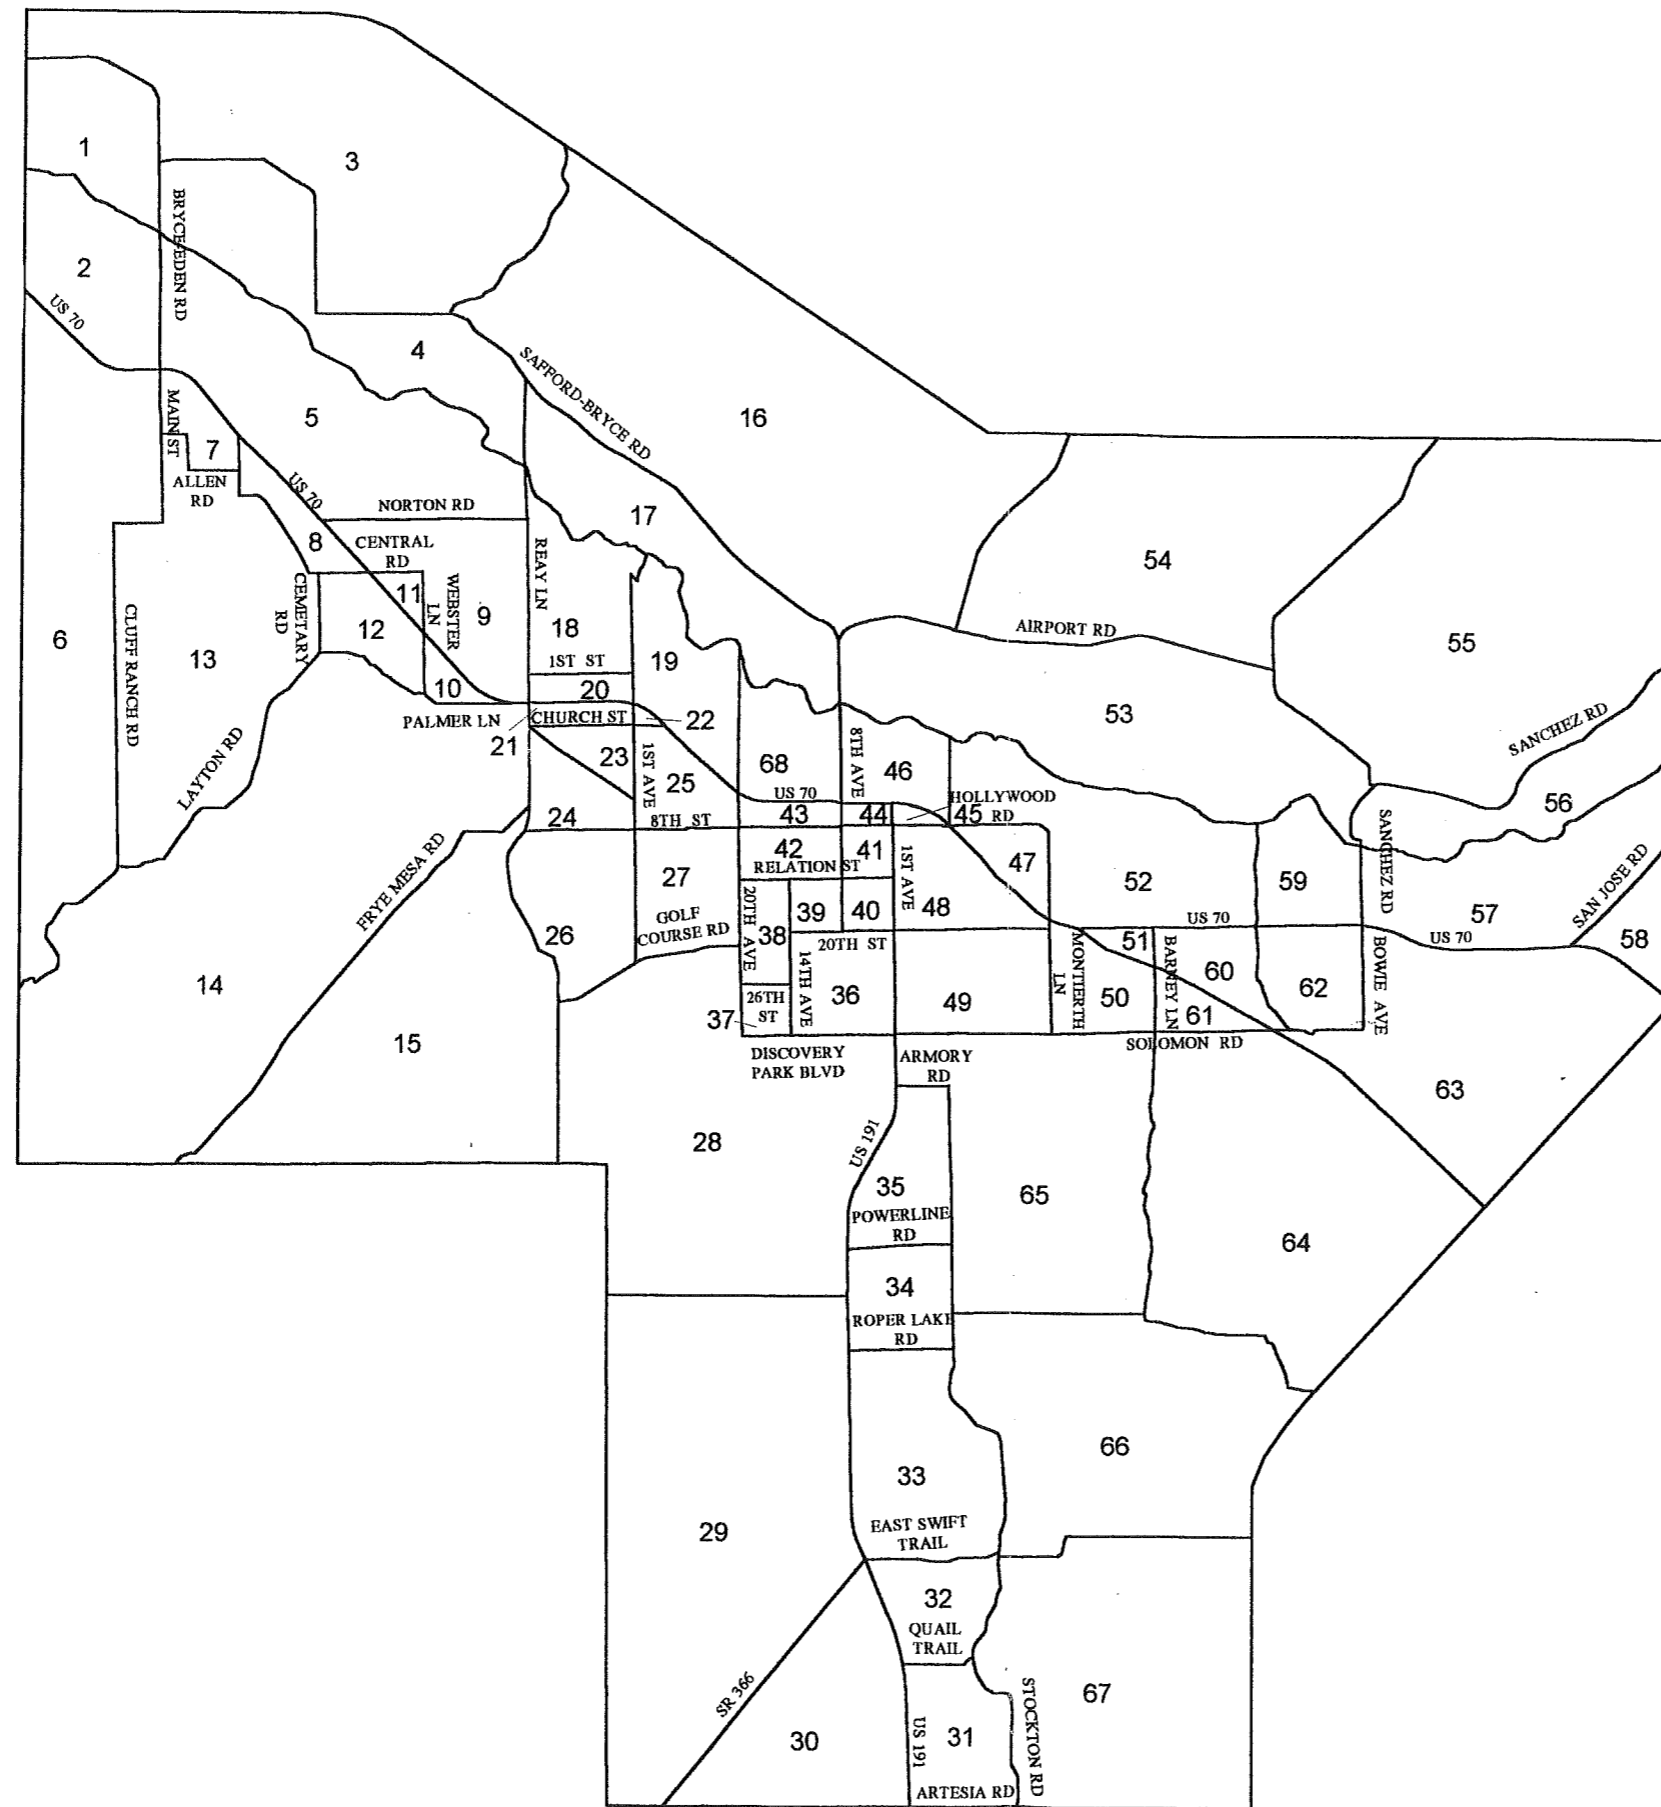 1
3
BRYCE-EDEN RD
2
US 70
4
SAFFORD-BRYCE RD
5
16
MAIN ST
7
ALLEN
RD
US 70
NORTON RD
17
8
CENTRAL
RD
REAY LN
54
CEMETARY
RD
11
WEBSTER
LN
9
12
18
AIRPORT RD
6
CLUFF RANCH RD
13
55
1ST ST
19
10
20
PALMER LN
CHURCH ST
22
53
SANCHEZ RD
21
LAYTON RD
23
1ST AVE
25
68
8TH AVE
46
US 70
HOLLYWOOD
RD
56
24
8TH ST
43
44
45
SANCHEZ RD
FRYE MESA RD
42
41
RELATION ST
1ST AVE
47
52
59
SAN JOSE RD
27
20TH AVE
39
40
48
57
GOLF
COURSE RD
US 70
US 70
26
38
20TH ST
51
58
14
14TH AVE
36
49
MONTIERTH
LN
50
BARNEY LN
60
62
BOWIE AVE
26TH
ST
37
61
15
DISCOVERY
PARK BLVD
ARMORY
RD
SOLOMON RD
63
28
US 191
35
65
POWERLINE
RD
64
34
ROPER LAKE
RD
66
33
29
EAST SWIFT
TRAIL
32
QUAIL
TRAIL
SR 366
67
STOCKTON RD
30
US 191
31
ARTESIA RD